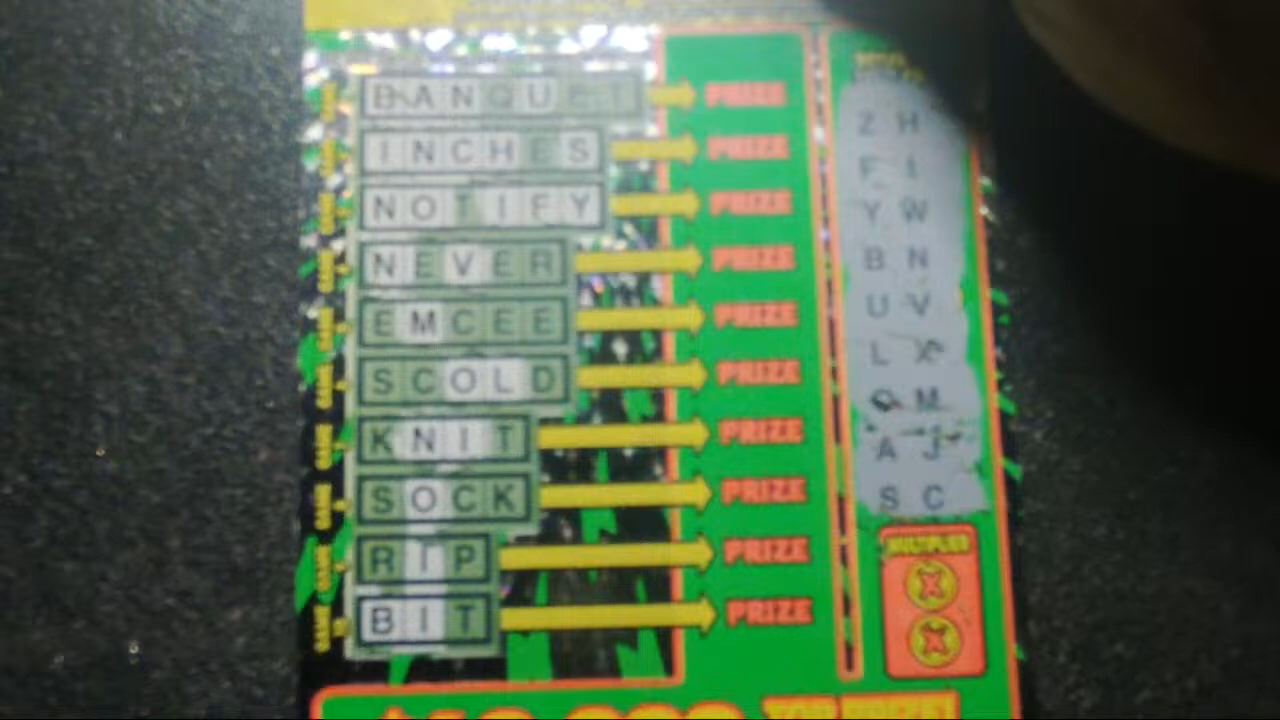 BANQUET PRIZE
INCHES PRIZE
NOTIFY PRIZE
NEVER PRIZE
EMCEE PRIZE
SCOLD PRIZE
KNIT PRIZE
SOCK PRIZE
RIP PRIZE
BIT PRIZE
Z H
F I
Y W
B N
U V
L X
O M
A J
S C
MULTIPLIER
X
X
TOP PRIZE!